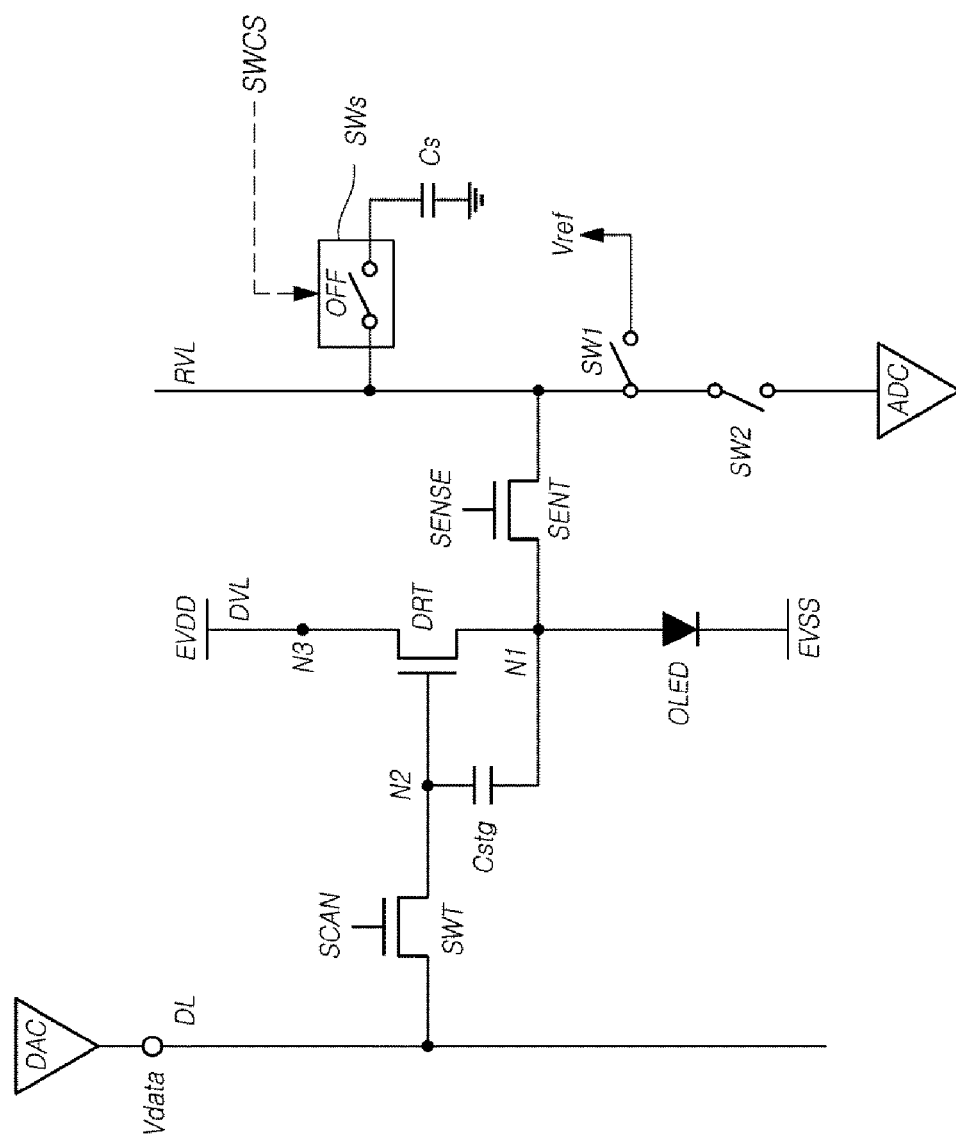 SWCS
SWs
OFF
Cs
RVL
Vref
SW1
SW2
ADC
SENSE
SENT
EVDD
DVL
N3
DRT
N1
OLED
EVSS
N2
Cstg
SCAN
SWT
DAC
Vdata
DL